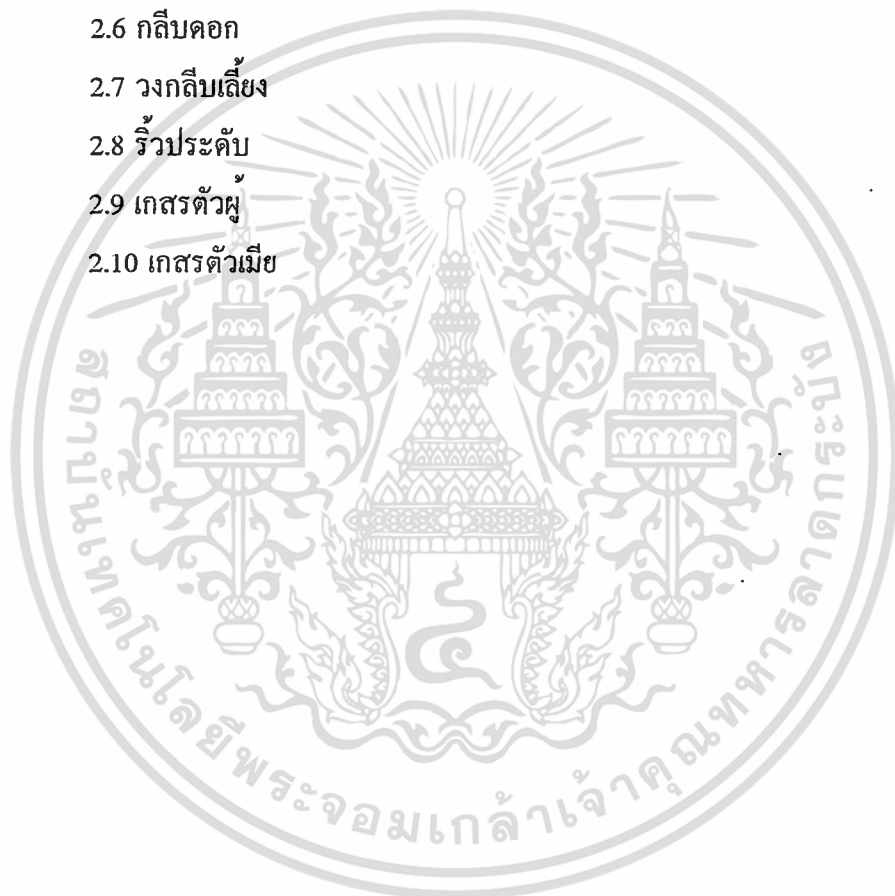 2.6 กลีบดอก
2.7 วงกลีบเลี้ยง
2.8 ริ้วประดับ
2.9 เกสรตัวผู้
2.10 เกสรตัวเมีย
สถาบันเทคโนโลยีพระจอมเกล้าเจ้าคุณทหารลาดกระบัง
๔